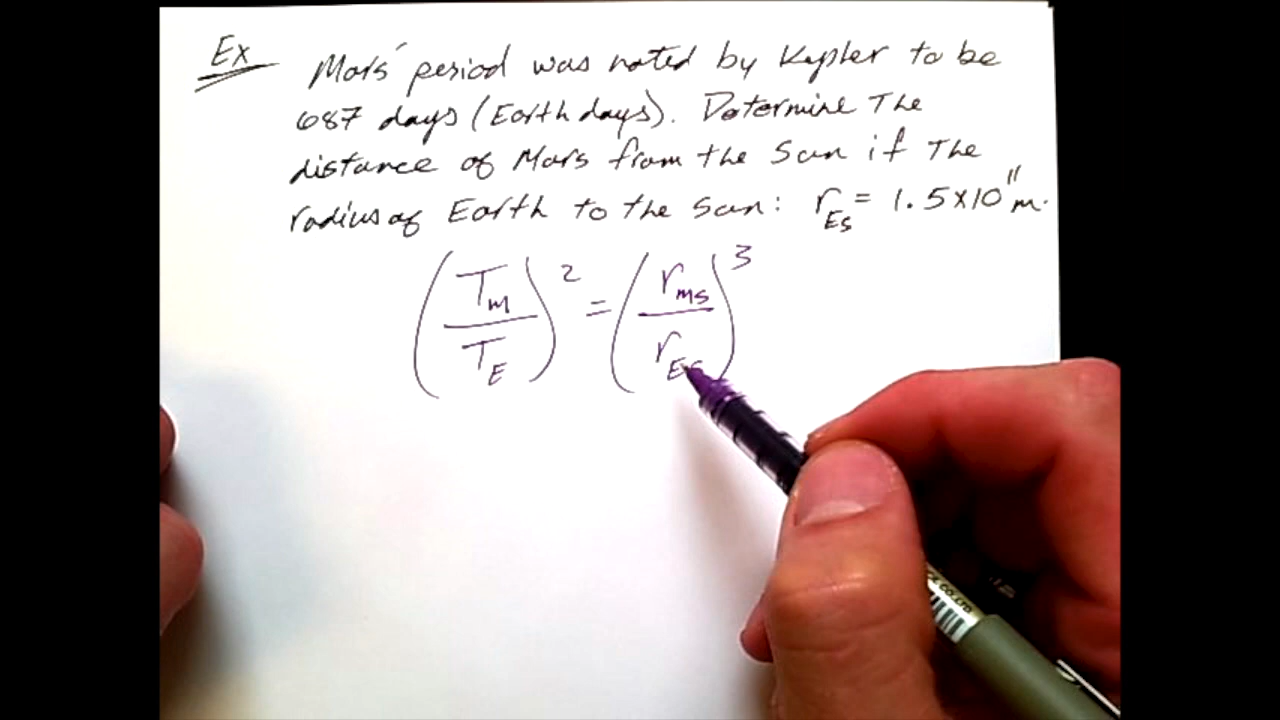 Ex Mars' period was noted by Kepler to be
687 days (Earth days). Determine The
distance of Mars from the Sun if The
radius of Earth to the Sun: r_ES = 1.5×10^11 m.
(T_M / T_E)^2 = (r_MS / r_ES)^3